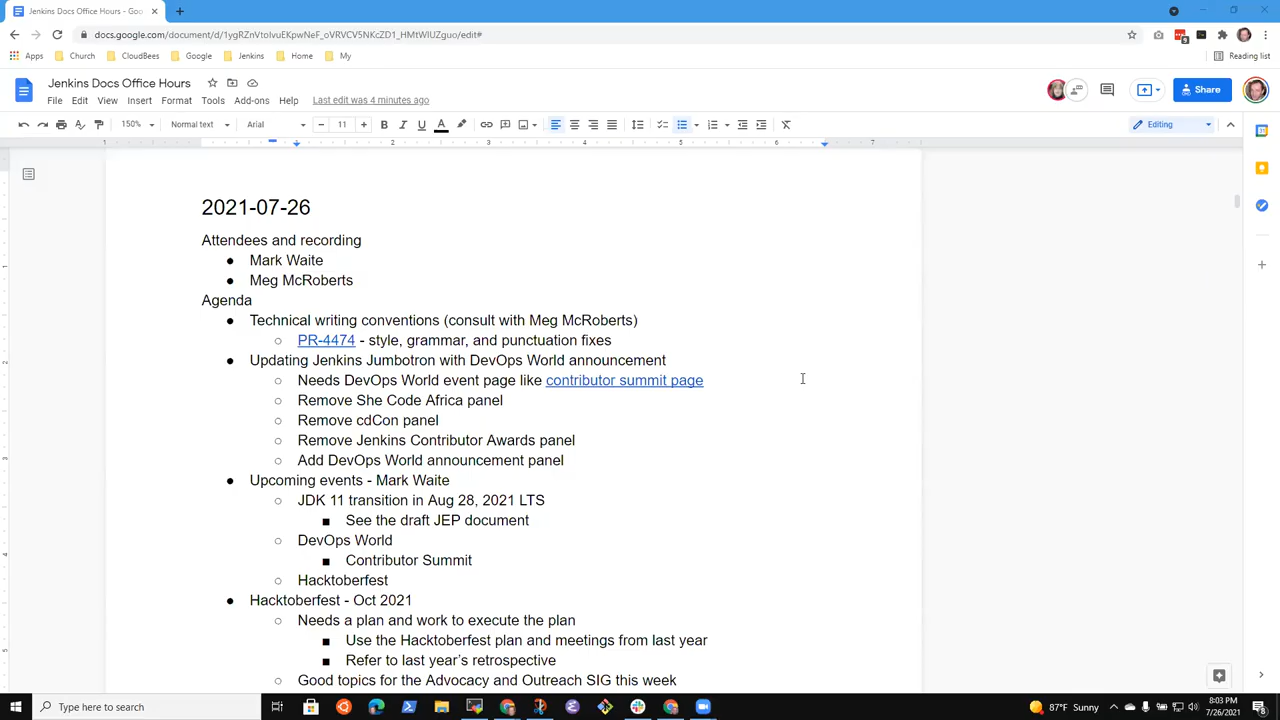 Jenkins Docs Office Hours - Goo
docs.google.com/document/d/1ygRZnVtoIvuEKpwNeF_oVRVCV5NKcZD1_HMtWIUZguo/edit#
Apps Church CloudBees Google Jenkins Home My Reading list
Jenkins Docs Office Hours
File Edit View Insert Format Tools Add-ons Help Last edit was 4 minutes ago
Share
150% Normal text Arial 11 Editing
1 1 2 3 4 5 6 7
2021-07-26
Attendees and recording
● Mark Waite
● Meg McRoberts
Agenda
● Technical writing conventions (consult with Meg McRoberts)
○ PR-4474 - style, grammar, and punctuation fixes
● Updating Jenkins Jumbotron with DevOps World announcement
○ Needs DevOps World event page like contributor summit page
○ Remove She Code Africa panel
○ Remove cdCon panel
○ Remove Jenkins Contributor Awards panel
○ Add DevOps World announcement panel
● Upcoming events - Mark Waite
○ JDK 11 transition in Aug 28, 2021 LTS
■ See the draft JEP document
○ DevOps World
■ Contributor Summit
○ Hacktoberfest
● Hacktoberfest - Oct 2021
○ Needs a plan and work to execute the plan
■ Use the Hacktoberfest plan and meetings from last year
■ Refer to last year's retrospective
○ Good topics for the Advocacy and Outreach SIG this week
Type here to search
87°F Sunny
8:03 PM
7/26/2021